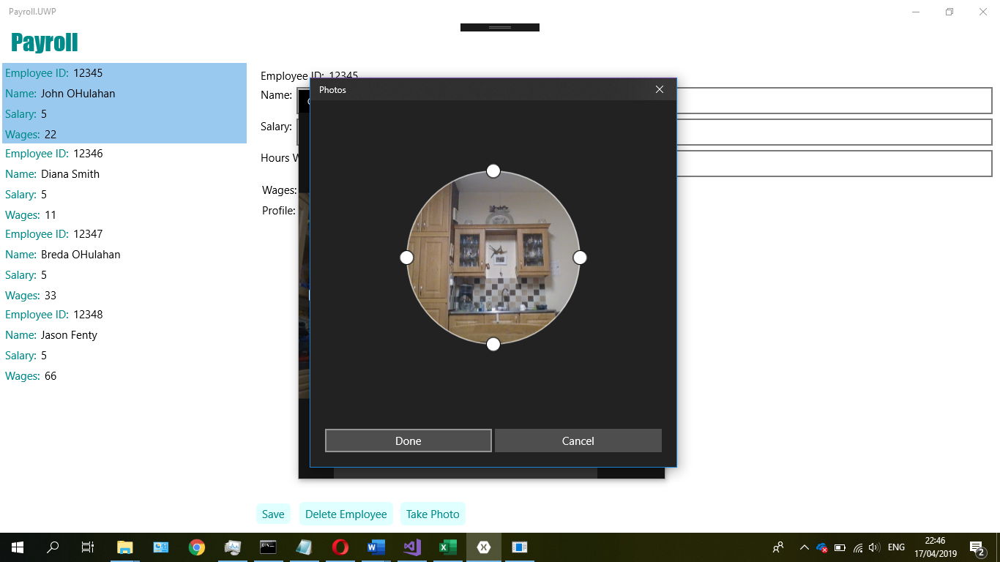 Payroll.UWP
Payroll
Employee ID: 12345
Name: John OHulahan
Salary: 5
Wages: 22
Employee ID: 12346
Name: Diana Smith
Salary: 5
Wages: 11
Employee ID: 12347
Name: Breda OHulahan
Salary: 5
Wages: 33
Employee ID: 12348
Name: Jason Fenty
Salary: 5
Wages: 66
Employee ID: 12345
Name:
Salary:
Hours W
Wages:
Profile:
Photos
Done
Cancel
Save
Delete Employee
Take Photo
ENG
22:46
17/04/2019
2